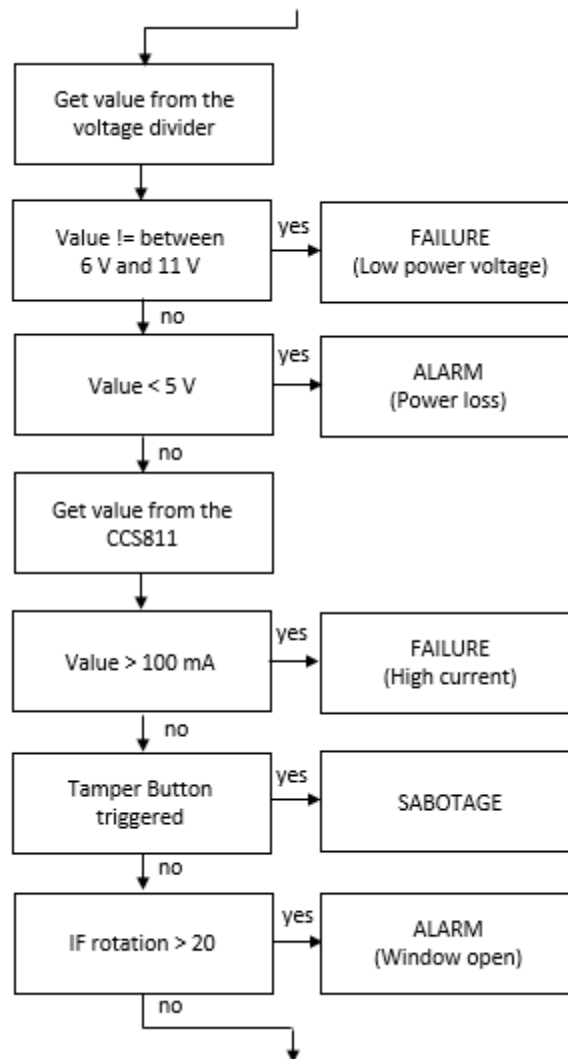 Get value from the
voltage divider
Value != between
6 V and 11 V
yes
FAILURE
(Low power voltage)
no
Value < 5 V
yes
ALARM
(Power loss)
no
Get value from the
CCS811
Value > 100 mA
yes
FAILURE
(High current)
no
Tamper Button
triggered
yes
SABOTAGE
no
IF rotation > 20
yes
ALARM
(Window open)
no